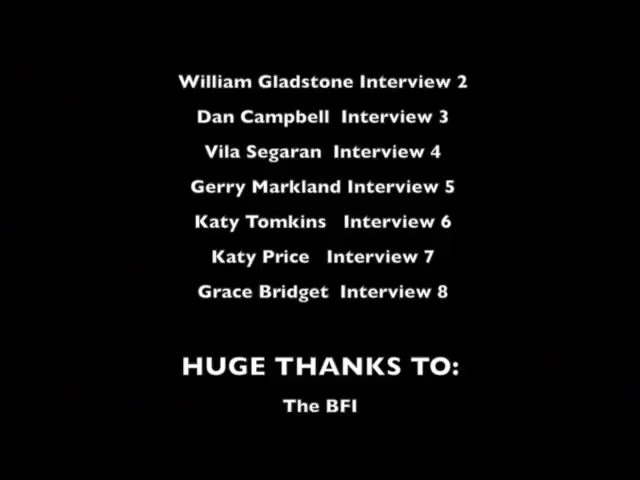 William Gladstone Interview 2
Dan Campbell Interview 3
Vila Segaran Interview 4
Gerry Markland Interview 5
Katy Tomkins Interview 6
Katy Price Interview 7
Grace Bridget Interview 8
HUGE THANKS TO:
The BFI